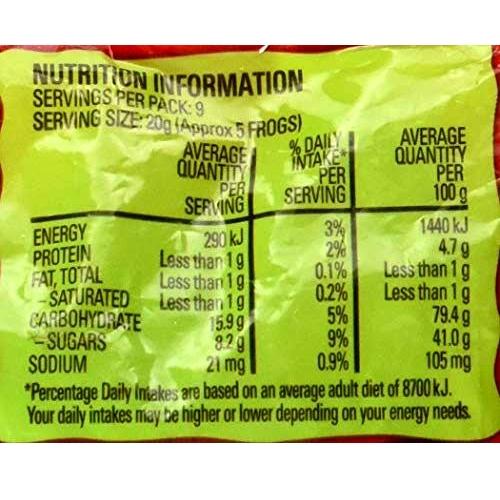 NUTRITION INFORMATION
SERVINGS PER PACK: 9
SERVING SIZE: 20g (Approx 5 FROGS)
AVERAGE QUANTITY PER SERVING % DAILY INTAKE* PER SERVING AVERAGE QUANTITY PER 100 g
ENERGY 290 kJ 3% 1440 kJ
PROTEIN Less than 1 g 2% 4.7 g
FAT, TOTAL Less than 1 g 0.1% Less than 1 g
– SATURATED Less than 1 g 0.2% Less than 1 g
CARBOHYDRATE 15.9 g 5% 79.4 g
– SUGARS 8.2 g 9% 41.0 g
SODIUM 21 mg 0.9% 105 mg
*Percentage Daily Intakes are based on an average adult diet of 8700 kJ.
Your daily intakes may be higher or lower depending on your energy needs.